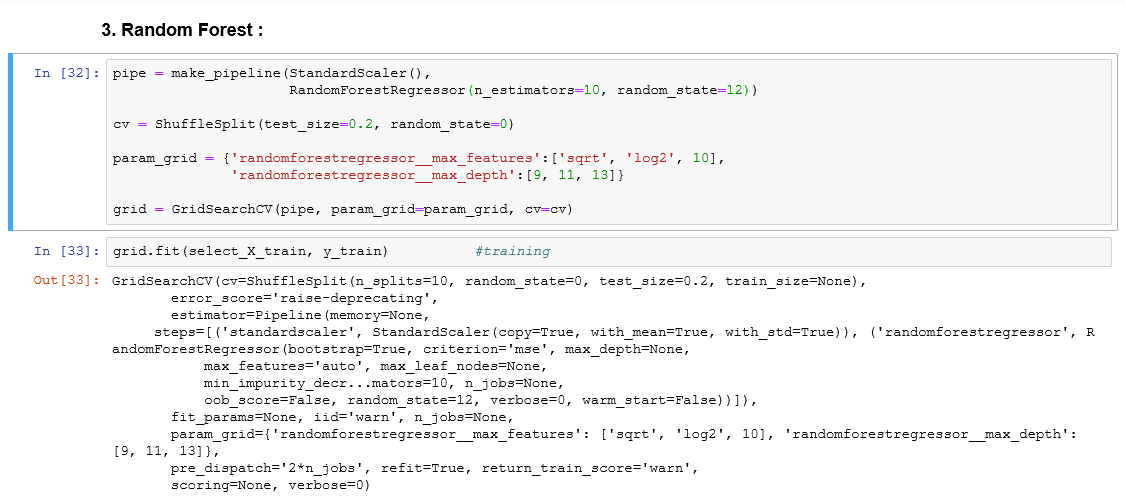 3. Random Forest :
In [32]: pipe = make_pipeline(StandardScaler(),
RandomForestRegressor(n_estimators=10, random_state=12))
cv = ShuffleSplit(test_size=0.2, random_state=0)
param_grid = {'randomforestregressor__max_features':['sqrt', 'log2', 10],
'randomforestregressor__max_depth':[9, 11, 13]}
grid = GridSearchCV(pipe, param_grid=param_grid, cv=cv)
In [33]: grid.fit(select_X_train, y_train) #training
Out[33]: GridSearchCV(cv=ShuffleSplit(n_splits=10, random_state=0, test_size=0.2, train_size=None),
error_score='raise-deprecating',
estimator=Pipeline(memory=None,
steps=[('standardscaler', StandardScaler(copy=True, with_mean=True, with_std=True)), ('randomforestregressor', R
andomForestRegressor(bootstrap=True, criterion='mse', max_depth=None,
max_features='auto', max_leaf_nodes=None,
min_impurity_decr...mators=10, n_jobs=None,
oob_score=False, random_state=12, verbose=0, warm_start=False))]),
fit_params=None, iid='warn', n_jobs=None,
param_grid={'randomforestregressor__max_features': ['sqrt', 'log2', 10], 'randomforestregressor__max_depth':
[9, 11, 13]},
pre_dispatch='2*n_jobs', refit=True, return_train_score='warn',
scoring=None, verbose=0)